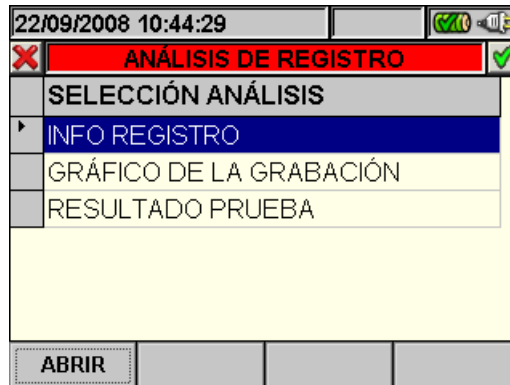 22/09/2008 10:44:29
ANÁLISIS DE REGISTRO
SELECCIÓN ANÁLISIS
INFO REGISTRO
GRÁFICO DE LA GRABACIÓN
RESULTADO PRUEBA
ABRIR